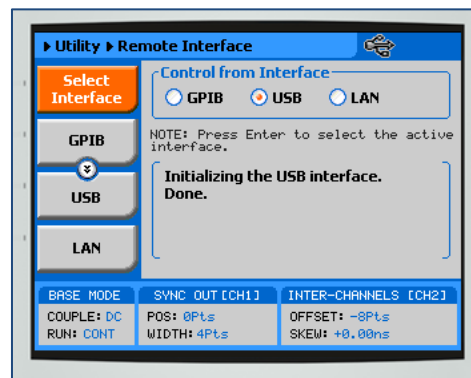 Utility ▸ Remote Interface
Select
Interface
Control from Interface
GPIB USB LAN
NOTE: Press Enter to select the active
interface.
GPIB
Initializing the USB interface.
Done.
USB
LAN
BASE MODE
COUPLE: DC
RUN: CONT
SYNC OUT [CH1]
POS: 0Pts
WIDTH: 4Pts
INTER-CHANNELS [CH2]
OFFSET: -8Pts
SKEW: +0.00ns